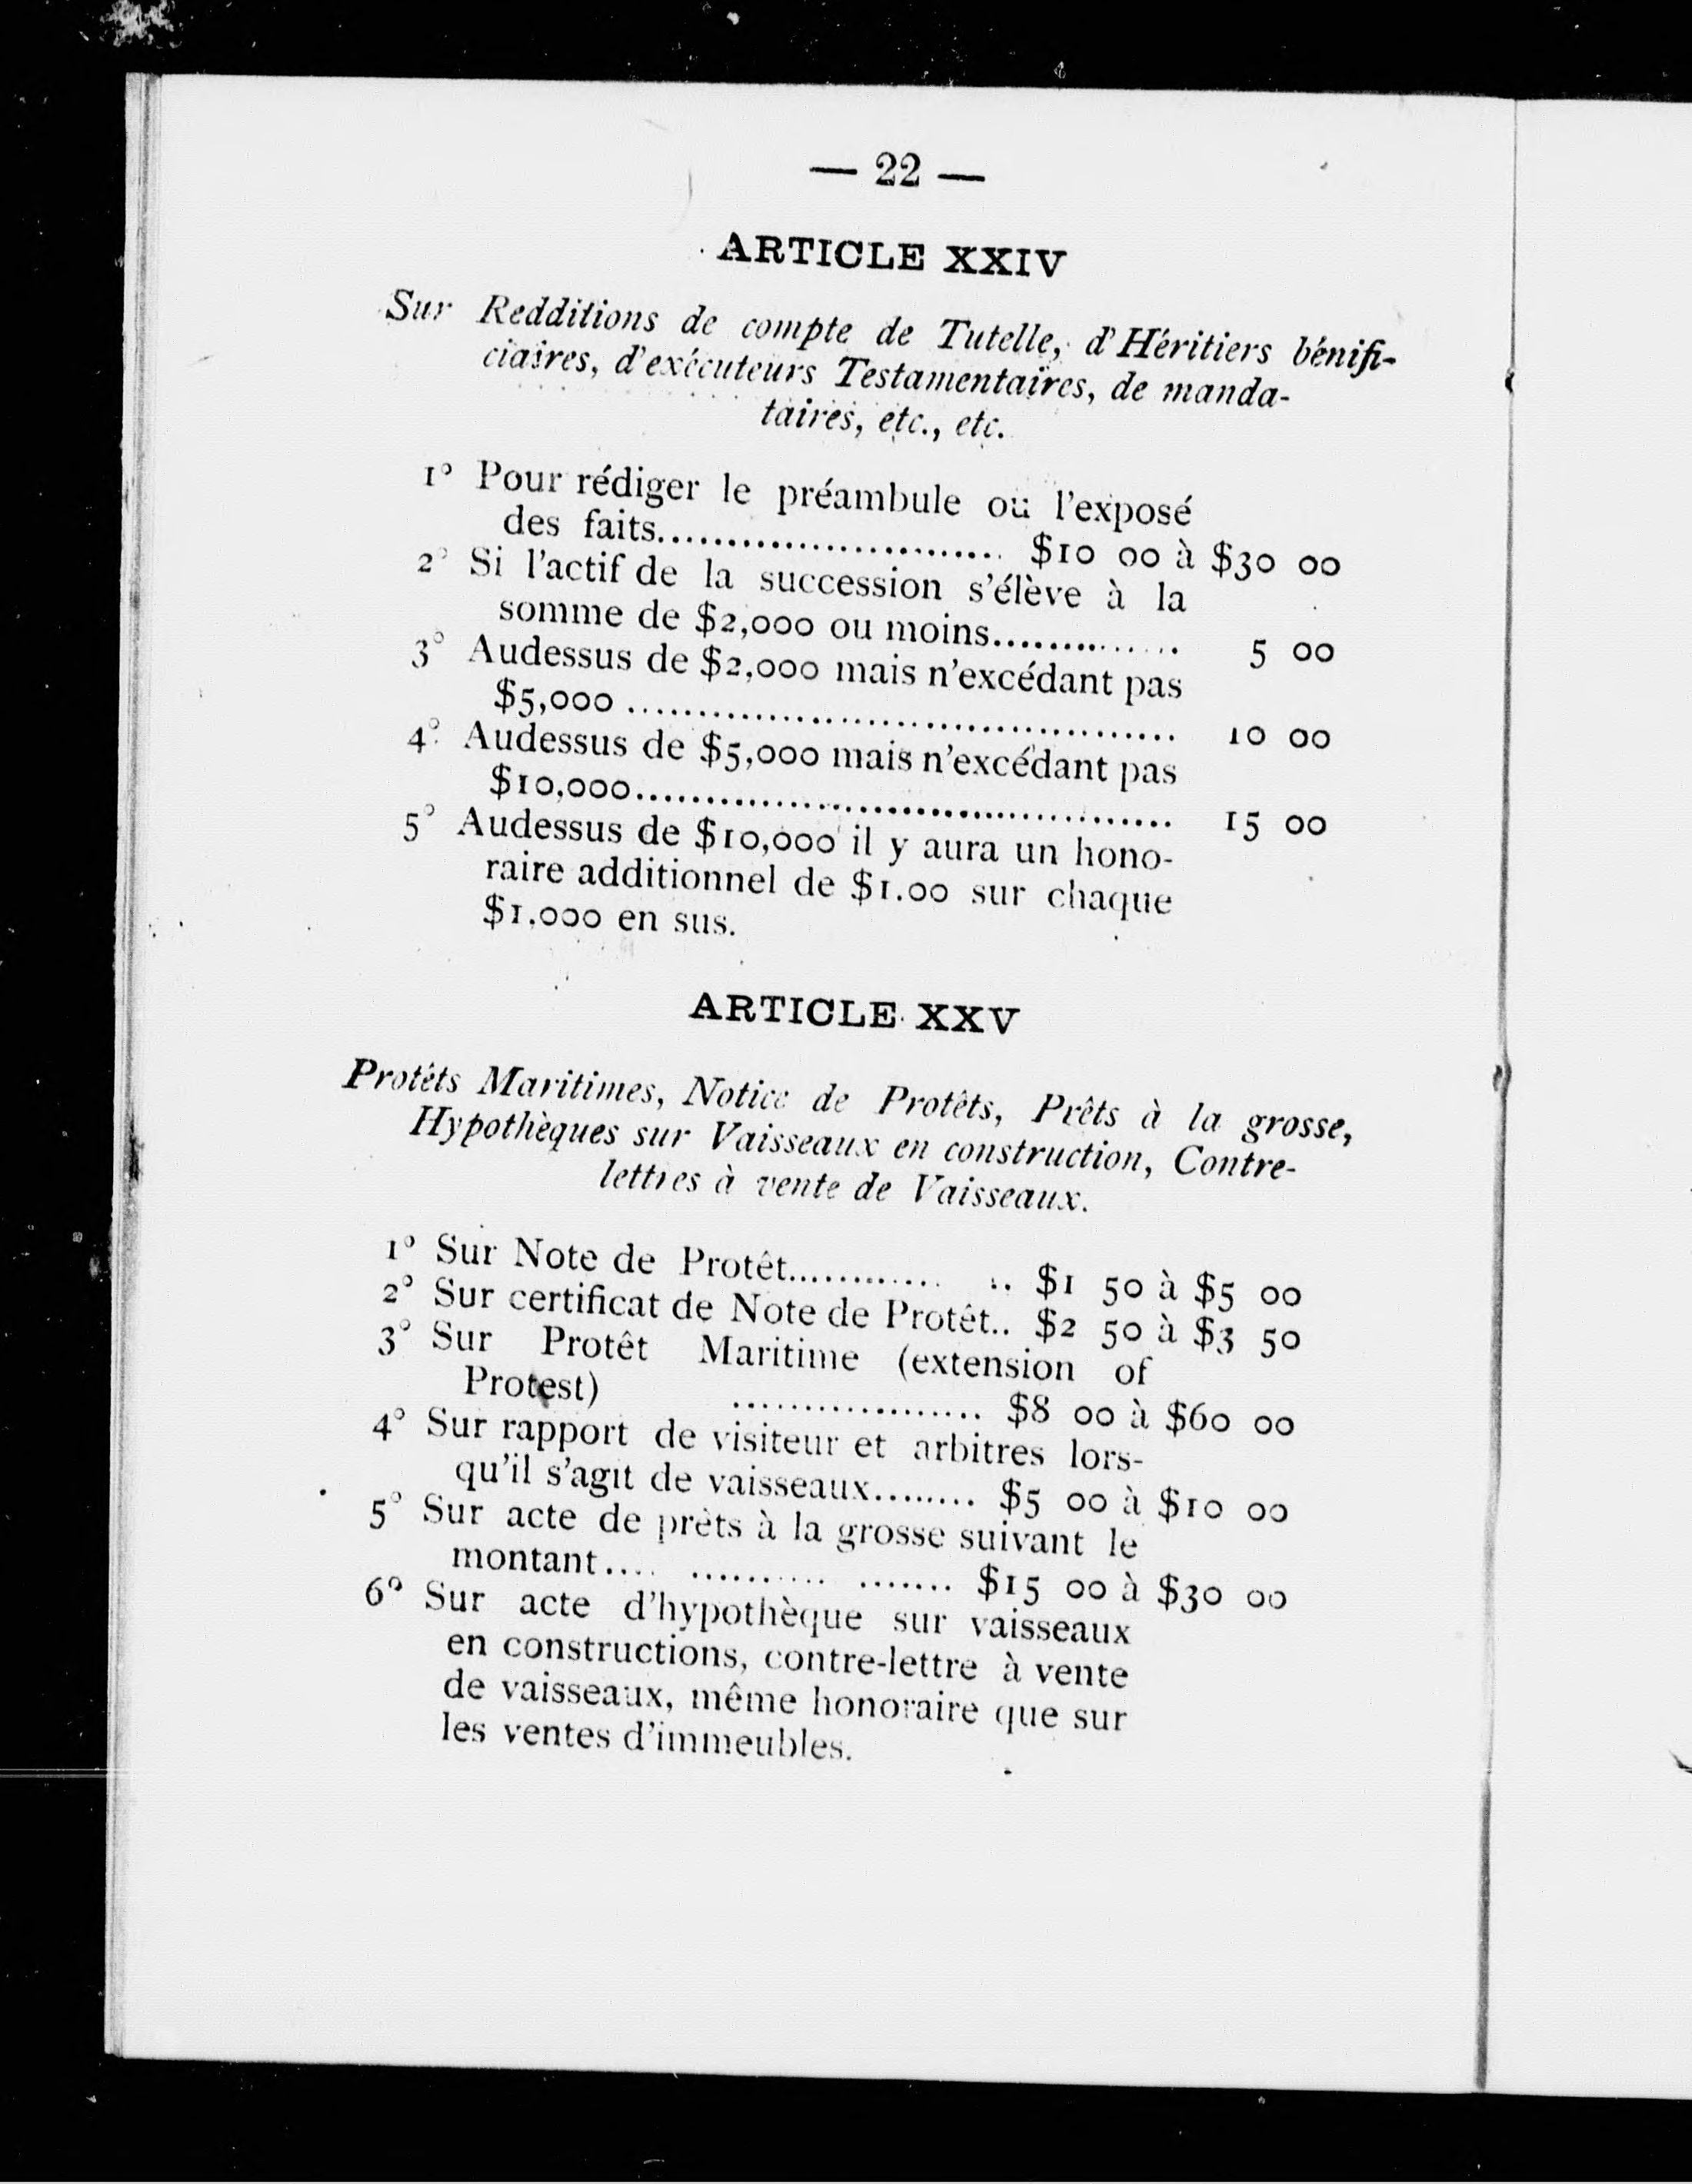 — 22 —
ARTICLE XXIV
Sur Redditions de compte de Tutelle, d'Héritiers bénifi-
ciaires, d'exécuteurs Testamentaires, de manda-
taires, etc., etc.
1° Pour rédiger le préambule ou l'exposé
des faits........................... $10 00 à $30 00
2° Si l'actif de la succession s'élève à la
somme de $2,000 ou moins............... 5 00
3° Audessus de $2,000 mais n'excédant pas
$5,000 ........................................ 10 00
4° Audessus de $5,000 mais n'excédant pas
$10,000........................................ 15 00
5° Audessus de $10,000 il y aura un hono-
raire additionnel de $1.00 sur chaque
$1,000 en sus.
ARTICLE XXV
Protêts Maritimes, Notice de Protêts, Prêts à la grosse,
Hypothèques sur Vaisseaux en construction, Contre-
lettres à vente de Vaisseaux.
1° Sur Note de Protêt............ .. $1 50 à $5 00
2° Sur certificat de Note de Protêt.. $2 50 à $3 50
3° Sur Protêt Maritime (extension of
Protest) .................. $8 00 à $60 00
4° Sur rapport de visiteur et arbitres lors-
qu'il s'agit de vaisseaux........ $5 00 à $10 00
5° Sur acte de prêts à la grosse suivant le
montant.... .......... ....... $15 00 à $30 00
6° Sur acte d'hypothèque sur vaisseaux
en constructions, contre-lettre à vente
de vaisseaux, même honoraire que sur
les ventes d'immeubles.